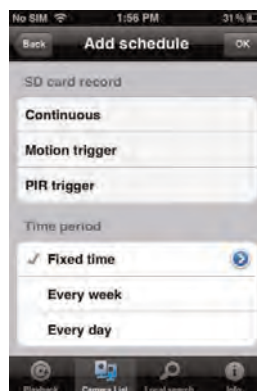 No SIM 1:56 PM 31%
Back Add schedule OK
SD card record
Continuous
Motion trigger
PIR trigger
Time period
Fixed time
Every week
Every day
Playback Camera List Local search Info